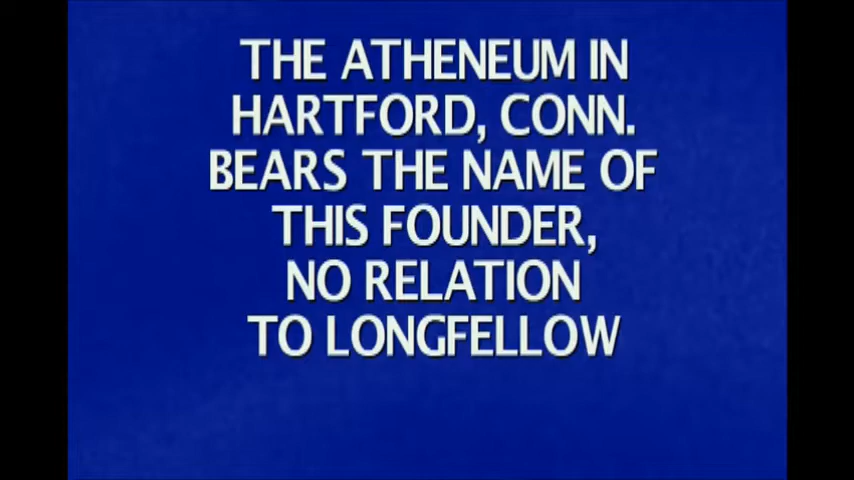 THE ATHENEUM IN
HARTFORD, CONN.
BEARS THE NAME OF
THIS FOUNDER,
NO RELATION
TO LONGFELLOW